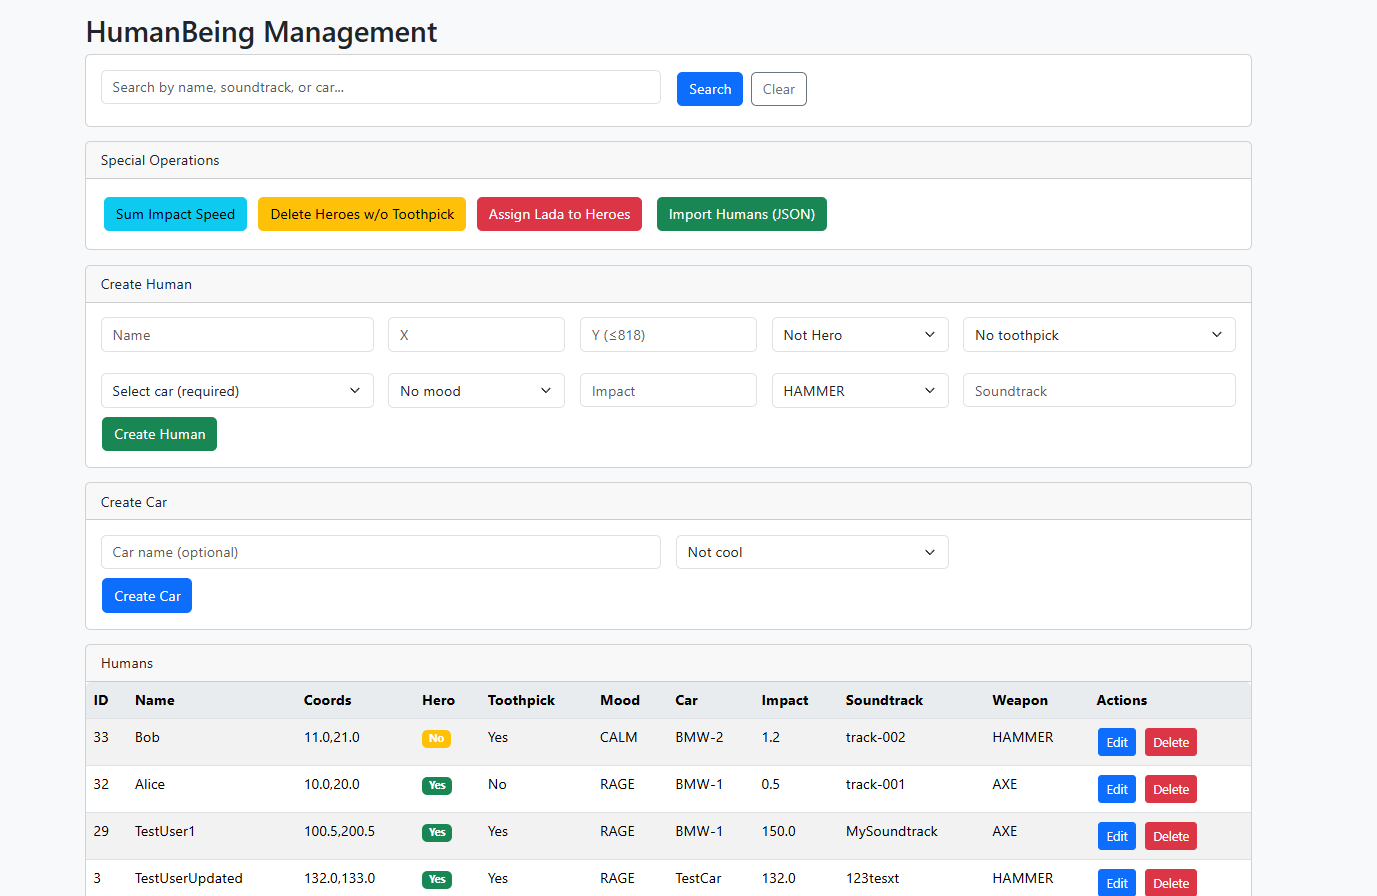 HumanBeing Management
Search by name, soundtrack, or car... Search Clear
Special Operations
Sum Impact Speed Delete Heroes w/o Toothpick Assign Lada to Heroes Import Humans (JSON)
Create Human
Name X Y (≤818) Not Hero No toothpick
Select car (required) No mood Impact HAMMER Soundtrack
Create Human
Create Car
Car name (optional) Not cool
Create Car
Humans
ID Name Coords Hero Toothpick Mood Car Impact Soundtrack Weapon Actions
33 Bob 11.0,21.0 No Yes CALM BMW-2 1.2 track-002 HAMMER Edit Delete
32 Alice 10.0,20.0 Yes No RAGE BMW-1 0.5 track-001 AXE Edit Delete
29 TestUser1 100.5,200.5 Yes Yes RAGE BMW-1 150.0 MySoundtrack AXE Edit Delete
3 TestUserUpdated 132.0,133.0 Yes Yes RAGE TestCar 132.0 123tesxt HAMMER Edit Delete